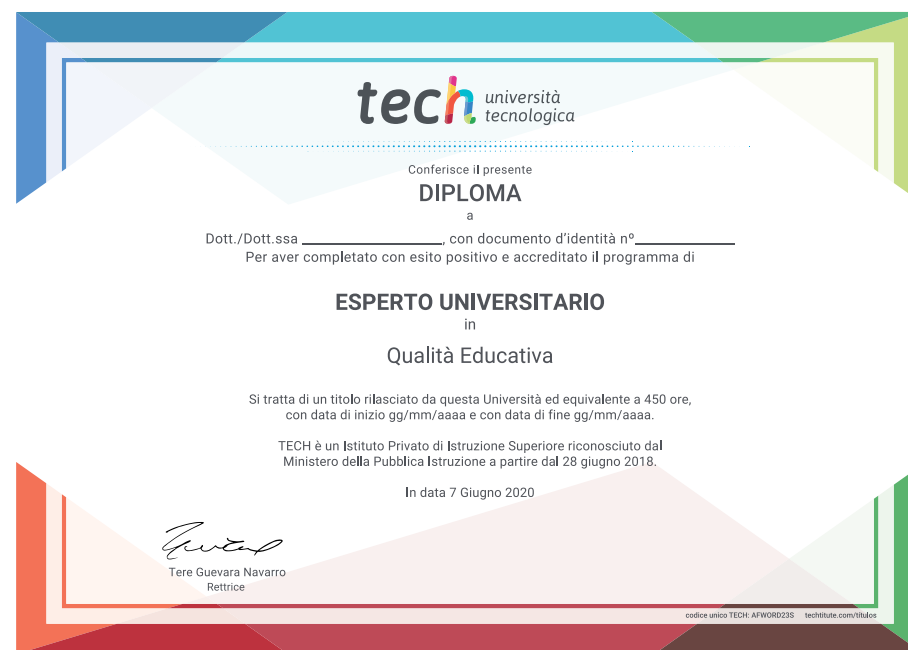 tech università
tecnologica
Conferisce il presente
DIPLOMA
a
Dott./Dott.ssa ____________________, con documento d'identità nº______________
Per aver completato con esito positivo e accreditato il programma di
ESPERTO UNIVERSITARIO
in
Qualità Educativa
Si tratta di un titolo rilasciato da questa Università ed equivalente a 450 ore,
con data di inizio gg/mm/aaaa e con data di fine gg/mm/aaaa.
TECH è un Istituto Privato di Istruzione Superiore riconosciuto dal
Ministero della Pubblica Istruzione a partire dal 28 giugno 2018.
In data 7 Giugno 2020
Tere Guevara Navarro
Rettrice
codice unico TECH: AFWORD23S techtitute.com/titulos